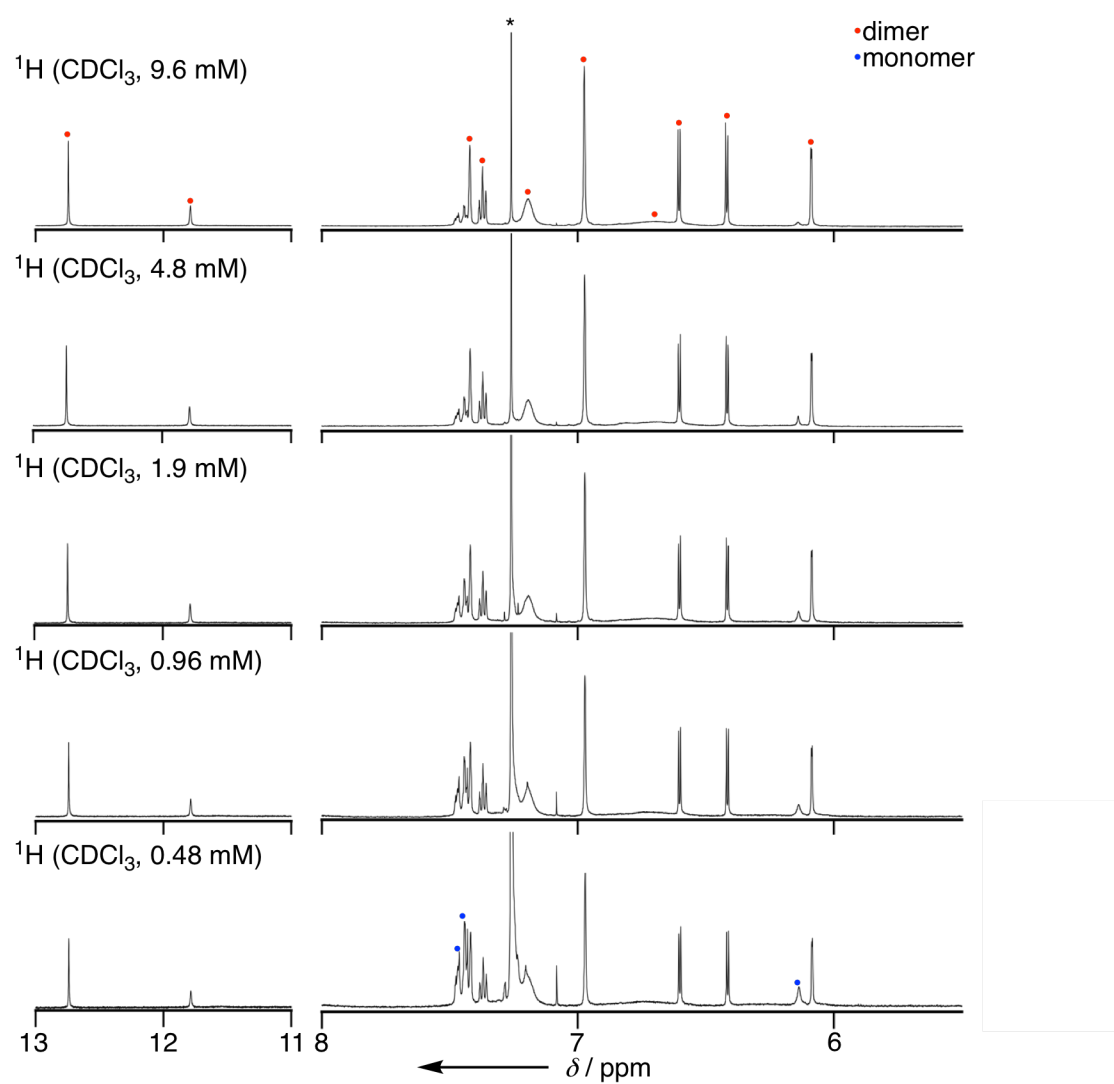 *
•dimer
•monomer
¹H (CDCl₃, 9.6 mM)
¹H (CDCl₃, 4.8 mM)
¹H (CDCl₃, 1.9 mM)
¹H (CDCl₃, 0.96 mM)
¹H (CDCl₃, 0.48 mM)
13 12 11 8 7 6
δ / ppm